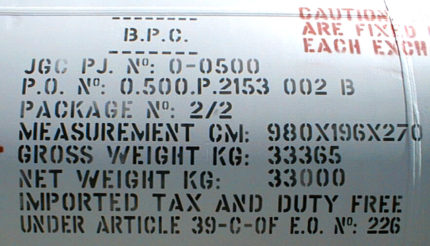 B.P.C.
CAUTION
ARE FIXED
EACH EXCH
JGC PJ. Nº: 0-0500
P.O. Nº: 0.500.P.2153 002 B
PACKAGE Nº: 2/2
MEASUREMENT CM: 980X196X270
GROSS WEIGHT KG: 33365
NET WEIGHT KG: 33000
IMPORTED TAX AND DUTY FREE
UNDER ARTICLE 39-C-OF E.O. Nº: 226